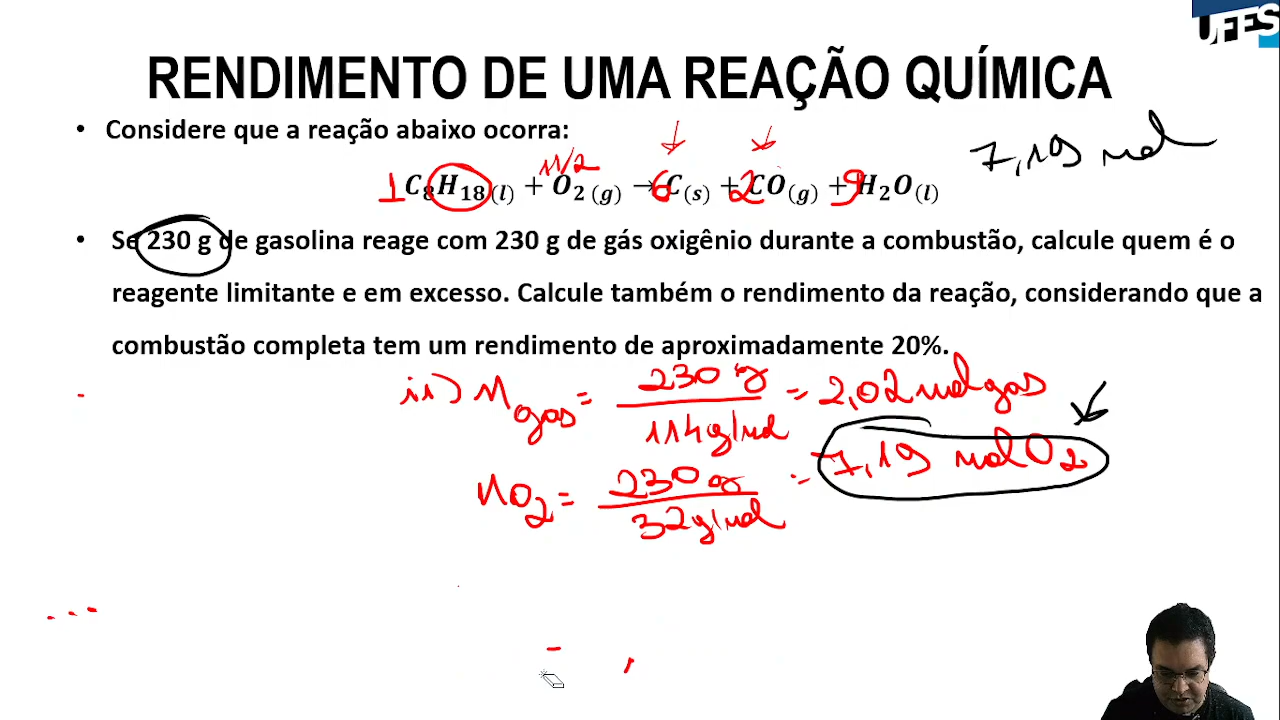 UFES
RENDIMENTO DE UMA REAÇÃO QUÍMICA
• Considere que a reação abaixo ocorra:
7,19 mol
11/2
1 C₈H₁₈(l) + O₂ (g) → 6 C(s) + 2 CO(g) + 9 H₂O(l)
• Se 230 g de gasolina reage com 230 g de gás oxigênio durante a combustão, calcule quem é o
reagente limitante e em excesso. Calcule também o rendimento da reação, considerando que a
combustão completa tem um rendimento de aproximadamente 20%.
ii) n gas = 230 g / 114 g/mol = 2,02 mol gas
nO₂ = 230 g / 32 g/mol = 7,19 mol O₂